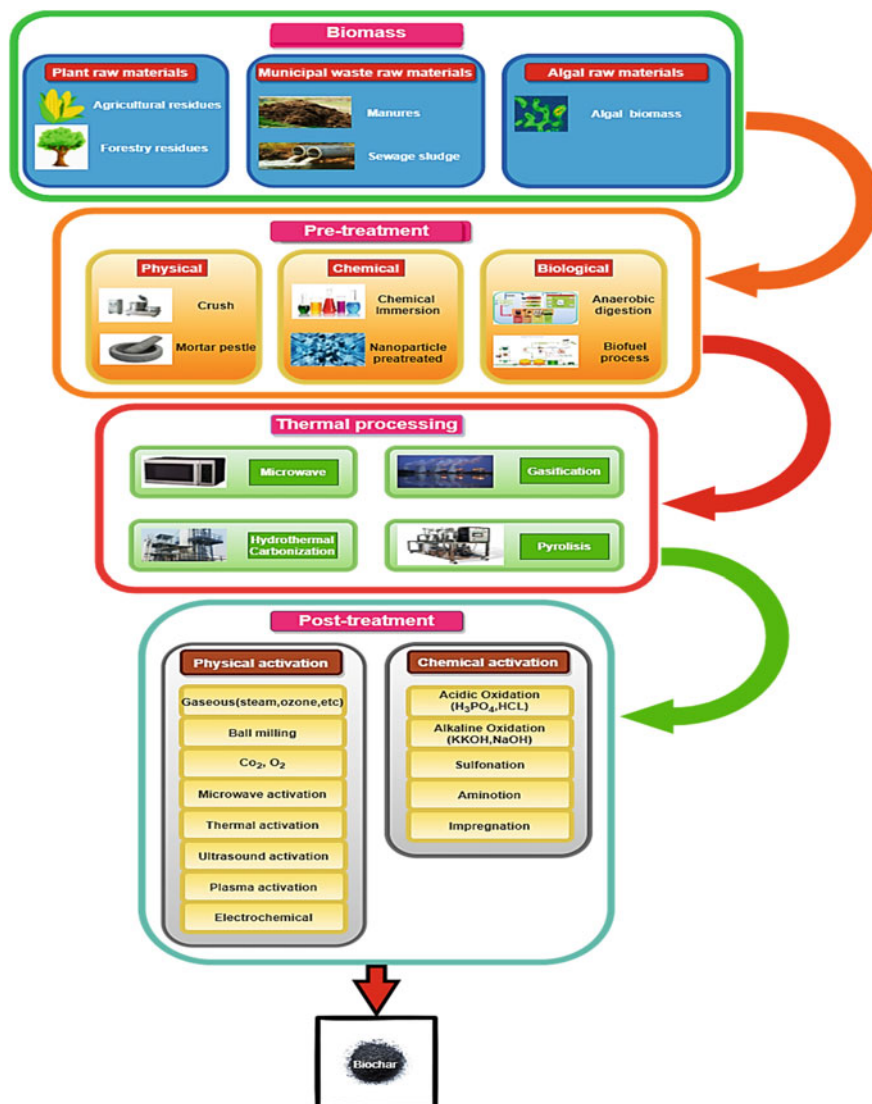 Biomass
Plant raw materials
Agricultural residues
Forestry residues
Municipal waste raw materials
Manures
Sewage sludge
Algal raw materials
Algal biomass
Pre-treatment
Physical
Crush
Mortar pestle
Chemical
Chemical
Immersion
Nanoparticle
preatreated
Biological
Anaerobic
digestion
Biofuel
process
Thermal processing
Microwave
Gasification
Hydrothermal
Carbonization
Pyrolisis
Post-treatment
Physical activation
Gaseous(steam,ozone,etc)
Ball milling
Co₂, O₂
Microwave activation
Thermal activation
Ultrasound activation
Plasma activation
Electrochemical
Chemical activation
Acidic Oxidation
(H₃PO₄,HCL)
Alkaline Oxidation
(KKOH,NaOH)
Sulfonation
Aminotion
Impregnation
Biochar